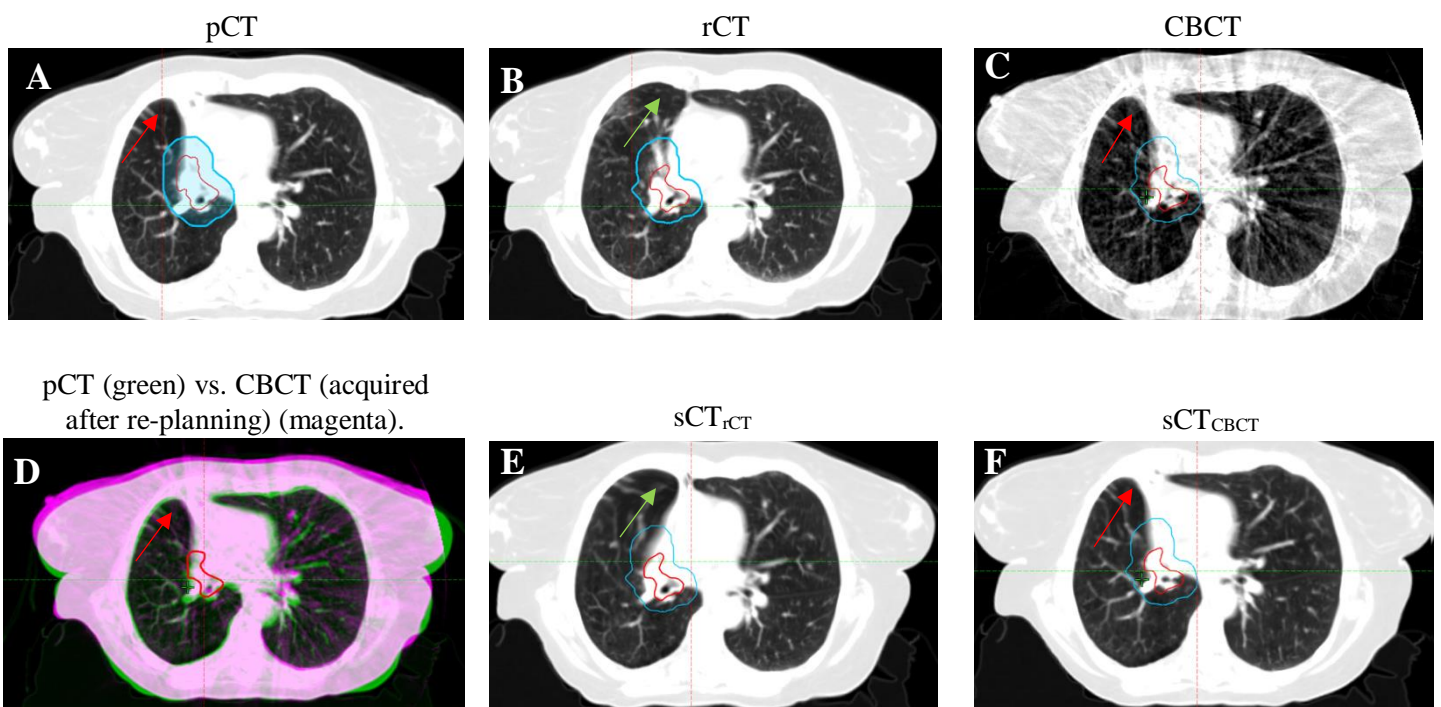 pCT
rCT
CBCT
A
B
C
pCT (green) vs. CBCT (acquired
after re-planning) (magenta).
sCTrCT
sCTCBCT
D
E
F